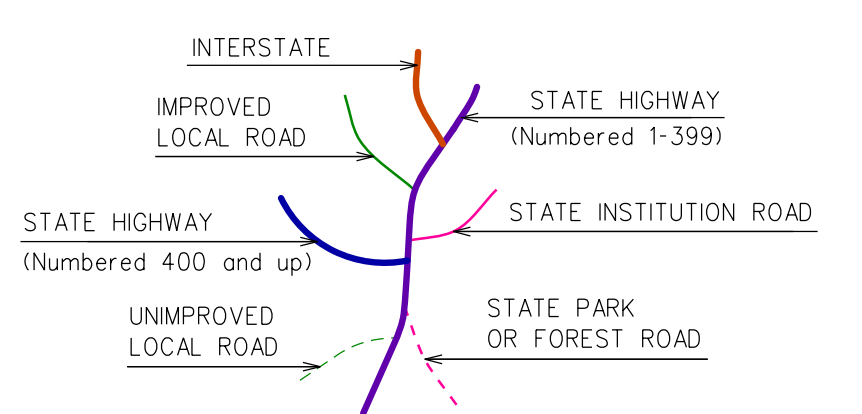 INTERSTATE
IMPROVED
LOCAL ROAD
STATE HIGHWAY
(Numbered 1-399)
STATE HIGHWAY
(Numbered 400 and up)
STATE INSTITUTION ROAD
UNIMPROVED
LOCAL ROAD
STATE PARK
OR FOREST ROAD